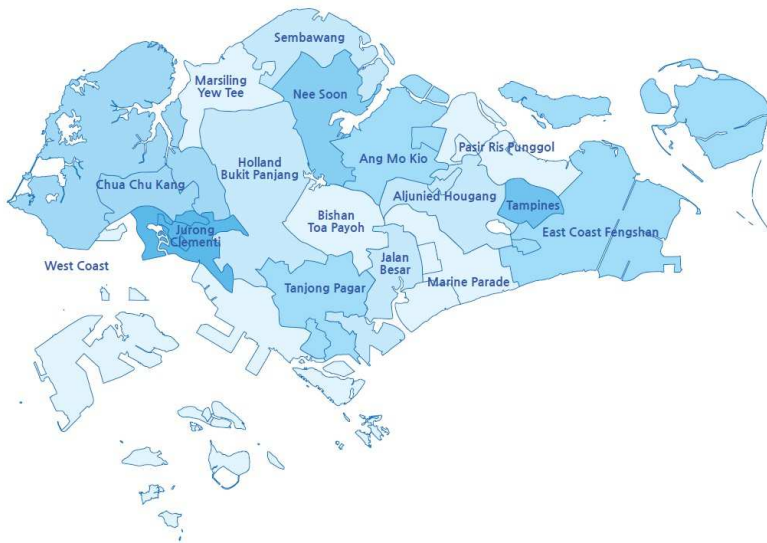 Sembawang
Marsiling
Yew Tee
Nee Soon
Holland
Bukit Panjang
Ang Mo Kio
Pasir Ris Punggol
Chua Chu Kang
Aljunied Hougang
Tampines
Bishan
Toa Payoh
Jurong
Clementi
East Coast Fengshan
West Coast
Jalan
Besar
Tanjong Pagar
Marine Parade